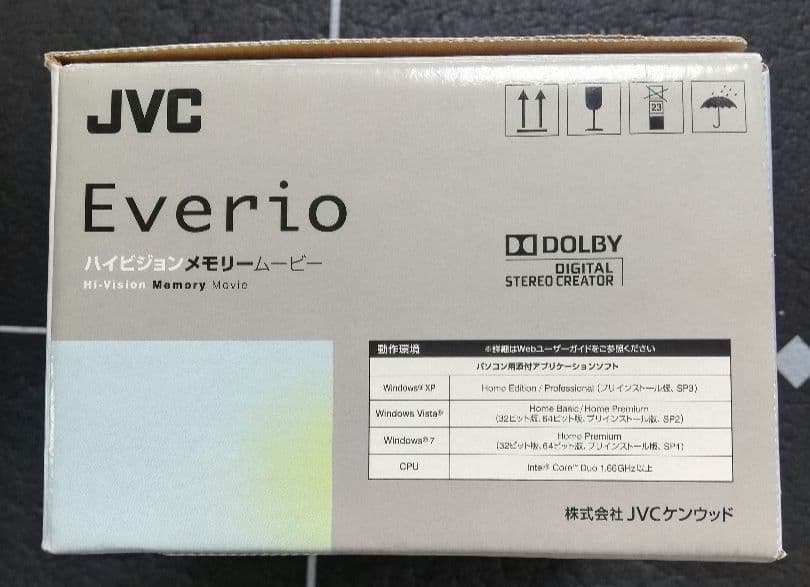 JVC
23
Everio
ハイビジョンメモリームービー
Hi-Vision Memory Movie
DOLBY
DIGITAL
STEREO CREATOR
動作環境 ※詳細はWebユーザーガイドをご参照ください
パソコン用添付アプリケーションソフト
Windows® XP Home Edition / Professional (プリインストール版、SP3)
Windows Vista® Home Basic / Home Premium
(32ビット版、64ビット版、プリインストール版、SP2)
Windows® 7 Home Premium
(32ビット版、64ビット版、プリインストール版、SP1)
CPU Intel® Core™ Duo 1.66GHz以上
株式会社 JVCケンウッド